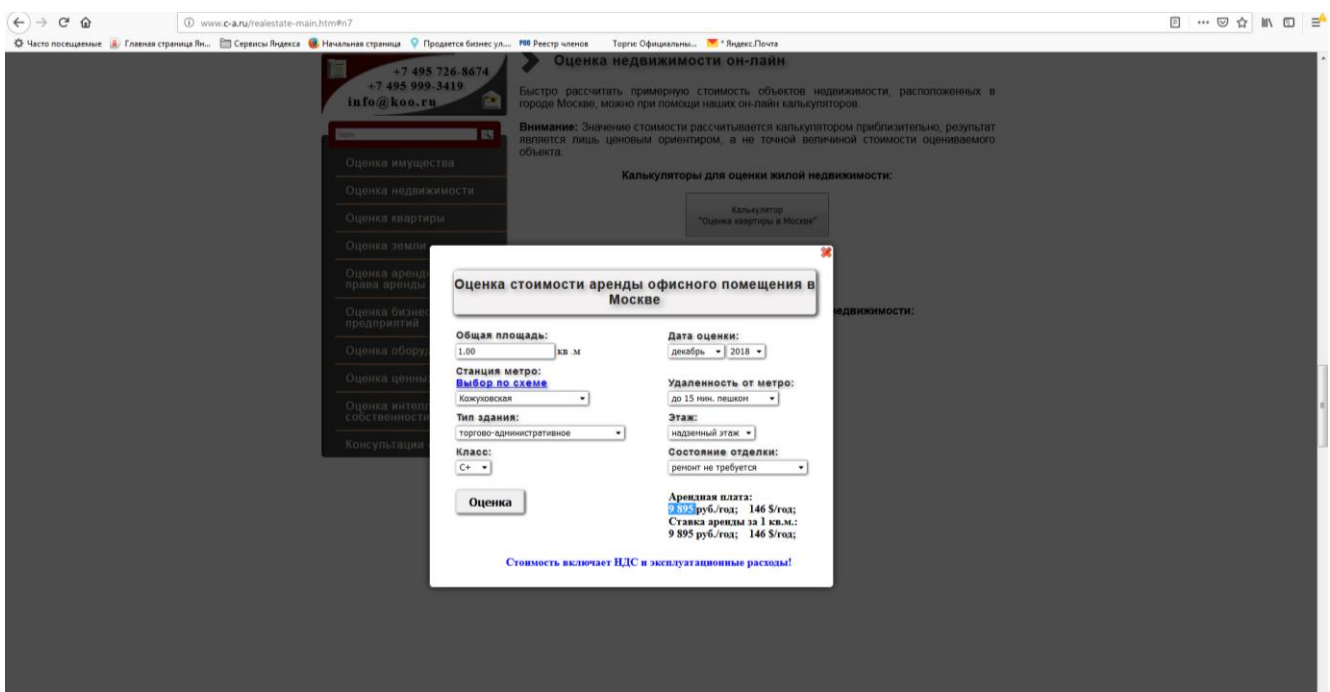 www.c-a.ru/realestate-main.htm#n7
Часто посещаемые Главная страница Ян... Сервисы Яндекса Начальная страница Продается бизнес ул.... Реестр членов Торги: Официальны... * Яндекс.Почта
+7 495 726-8674
+7 495 999-3419
info@koo.ru
Оценка имущества
Оценка недвижимости
Оценка квартиры
Оценка земли
Оценка аренд
права аренды
Оценка бизнес
предприятий
Оценка обору
Оценка ценны
Оценка интел
собственности
Консультации
Оценка недвижимости он-лайн
Быстро рассчитать примерную стоимость объектов недвижимости, расположенных в
городе Москве, можно при помощи наших он-лайн калькуляторов.
Внимание: Значение стоимости рассчитывается калькулятором приблизительно, результат
является лишь ценовым ориентиром, а не точной величиной стоимости оцениваемого
объекта.
Калькуляторы для оценки жилой недвижимости:
Калькулятор
"Оценка квартиры в Москве"
едвижимости:
Оценка стоимости аренды офисного помещения в
Москве
Общая площадь:
1.00 кв .м
Дата оценки:
декабрь 2018
Станция метро:
Выбор по схеме
Кожуховская
Удаленность от метро:
до 15 мин. пешком
Тип здания:
торгово-административное
Этаж:
надземный этаж
Класс:
C+
Состояние отделки:
ремонт не требуется
Оценка
Арендная плата:
9 895 руб./год; 146 $/год;
Ставка аренды за 1 кв.м.:
9 895 руб./год; 146 $/год;
Стоимость включает НДС и эксплуатационные расходы!